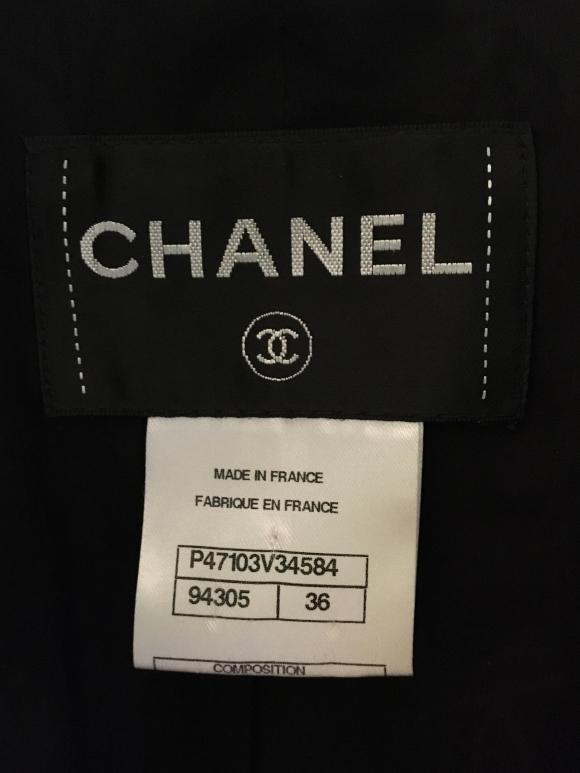 CHANEL
MADE IN FRANCE
FABRIQUE EN FRANCE
P47103V34584
94305 36
COMPOSITION